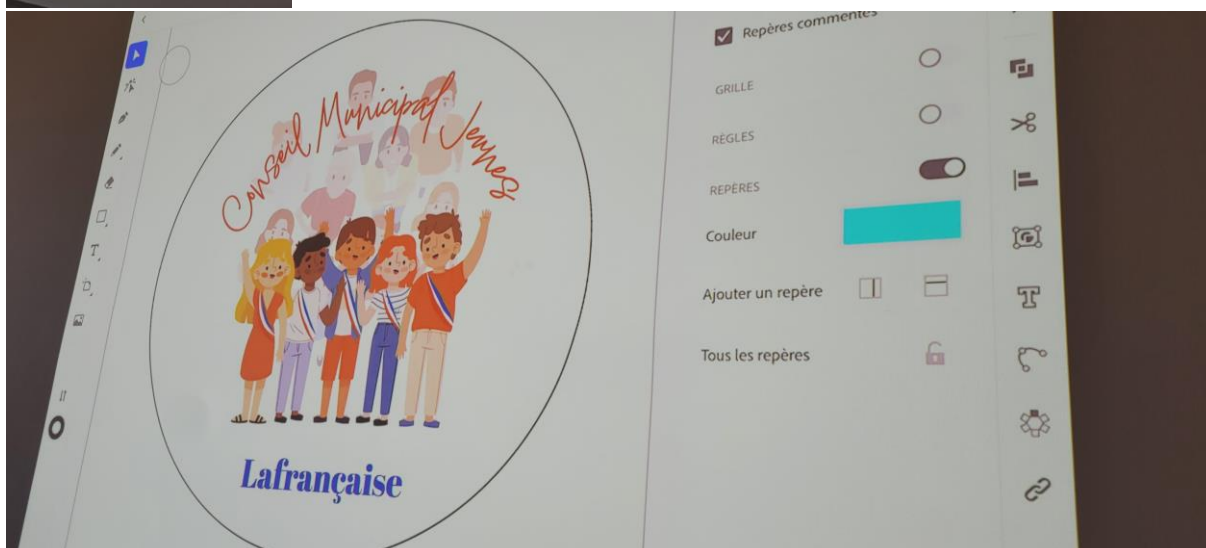 Conseil Municipal Jeunes
Lafrançaise
Repères commentés
GRILLE
RÈGLES
REPÈRES
Couleur
Ajouter un repère
Tous les repères